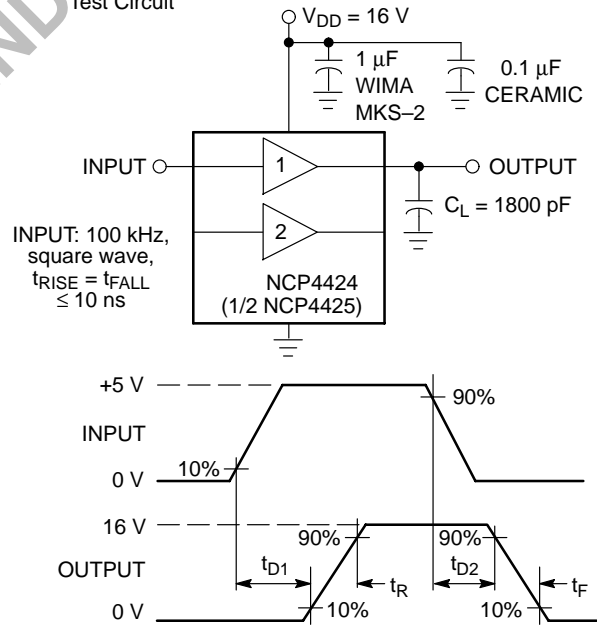 Test Circuit
V_DD = 16 V
1 μF
WIMA
MKS–2
0.1 μF
CERAMIC
INPUT
1
OUTPUT
C_L = 1800 pF
2
INPUT: 100 kHz,
square wave,
t_RISE = t_FALL
≤ 10 ns
NCP4424
(1/2 NCP4425)
+5 V
90%
INPUT
10%
0 V
16 V
90%
90%
t_D1
t_R
t_D2
t_F
OUTPUT
0 V
10%
10%